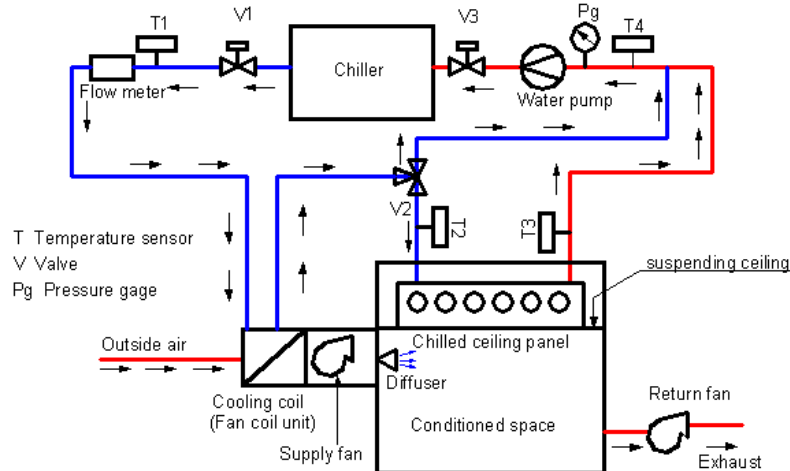 T1
V1
V3
Pg
T4
Chiller
Flow meter
Water pump
V2
T2
T3
T Temperature sensor
V Valve
Pg Pressure gage
suspending ceiling
Outside air
Chilled ceiling panel
Diffuser
Cooling coil
(Fan coil unit)
Supply fan
Conditioned space
Return fan
Exhaust